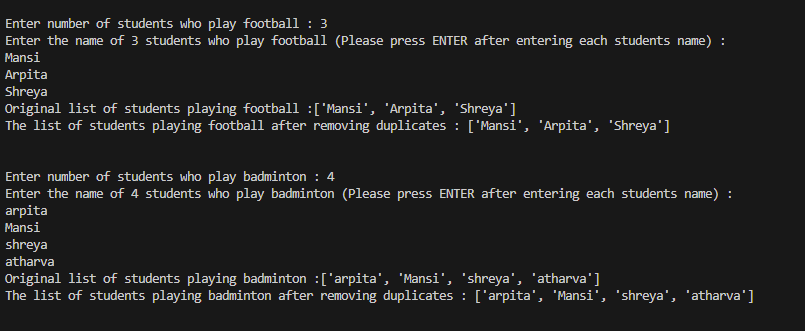 Enter number of students who play football : 3
Enter the name of 3 students who play football (Please press ENTER after entering each students name) :
Mansi
Arpita
Shreya
Original list of students playing football :['Mansi', 'Arpita', 'Shreya']
The list of students playing football after removing duplicates : ['Mansi', 'Arpita', 'Shreya']
Enter number of students who play badminton : 4
Enter the name of 4 students who play badminton (Please press ENTER after entering each students name) :
arpita
Mansi
shreya
atharva
Original list of students playing badminton :['arpita', 'Mansi', 'shreya', 'atharva']
The list of students playing badminton after removing duplicates : ['arpita', 'Mansi', 'shreya', 'atharva']